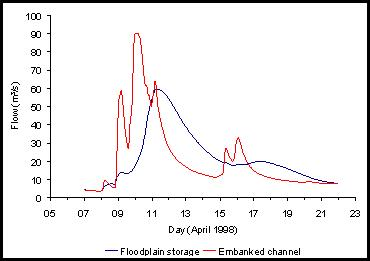 100
90
80
70
60
50
40
30
20
10
0
Flow (m³/s)
05 07 09 11 13 15 17 19 21 23
Day (April 1998)
Floodplain storage Embanked channel